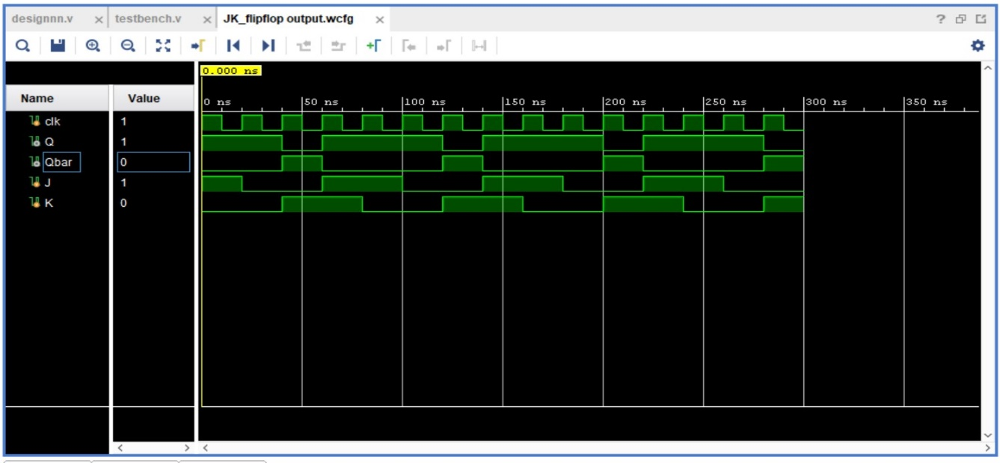 designnn.v × testbench.v × JK_flipflop output.wcfg × ?
0.000 ns
Name Value 0 ns 50 ns 100 ns 150 ns 200 ns 250 ns 300 ns 350 ns
clk 1
Q 1
Qbar 0
J 1
K 0